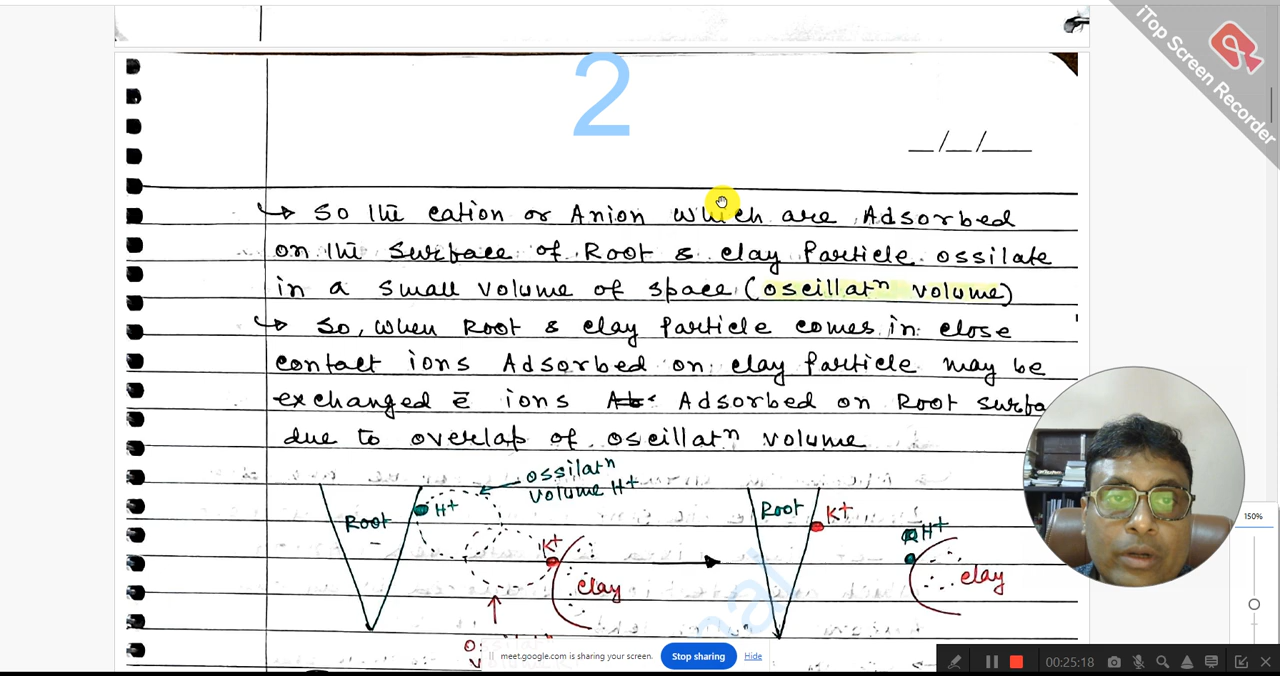 iTop Screen Recorder
2
_/_/_
↳ So the cation or Anion which are Adsorbed
on the Surface of Root & clay Particle ossilate
in a small volume of space (oscillatⁿ volume)
↳ So, when Root & clay Particle comes in close
contact ions Adsorbed on clay Particle may be
exchanged c̄ ions Adsorbed on Root surfa
due to overlap of oscillatⁿ volume
ossilatⁿ
volume H+
Root
H+
K+
clay
Root
K+
H+
clay
150%
meet.google.com is sharing your screen.
Stop sharing
Hide
00:25:18